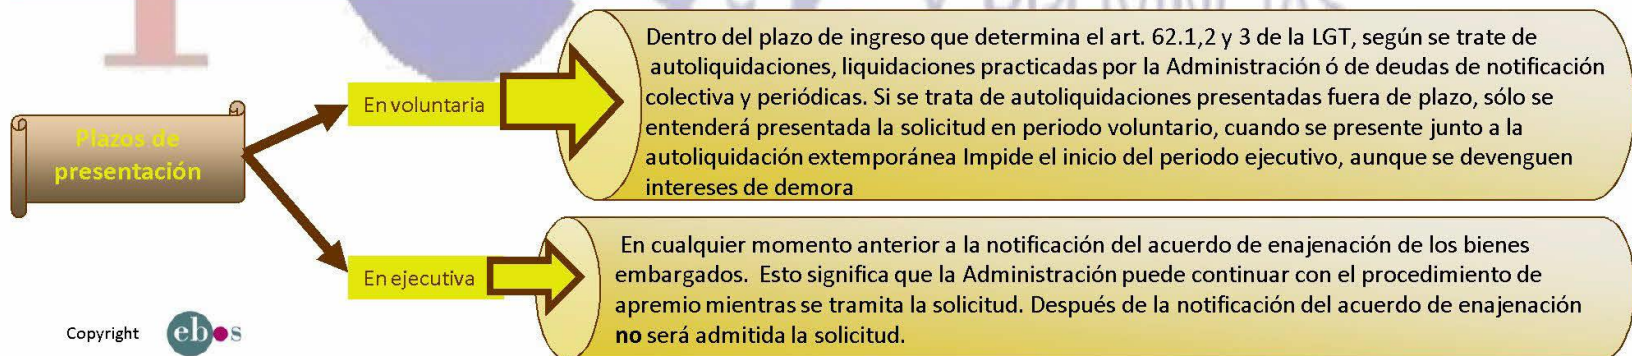 Plazos de
presentación
En voluntaria
Dentro del plazo de ingreso que determina el art. 62.1,2 y 3 de la LGT, según se trate de
autoliquidaciones, liquidaciones practicadas por la Administración ó de deudas de notificación
colectiva y periódicas. Si se trata de autoliquidaciones presentadas fuera de plazo, sólo se
entenderá presentada la solicitud en periodo voluntario, cuando se presente junto a la
autoliquidación extemporánea Impide el inicio del periodo ejecutivo, aunque se devenguen
intereses de demora
En ejecutiva
En cualquier momento anterior a la notificación del acuerdo de enajenación de los bienes
embargados. Esto significa que la Administración puede continuar con el procedimiento de
apremio mientras se tramita la solicitud. Después de la notificación del acuerdo de enajenación
no será admitida la solicitud.
Copyright
ebs